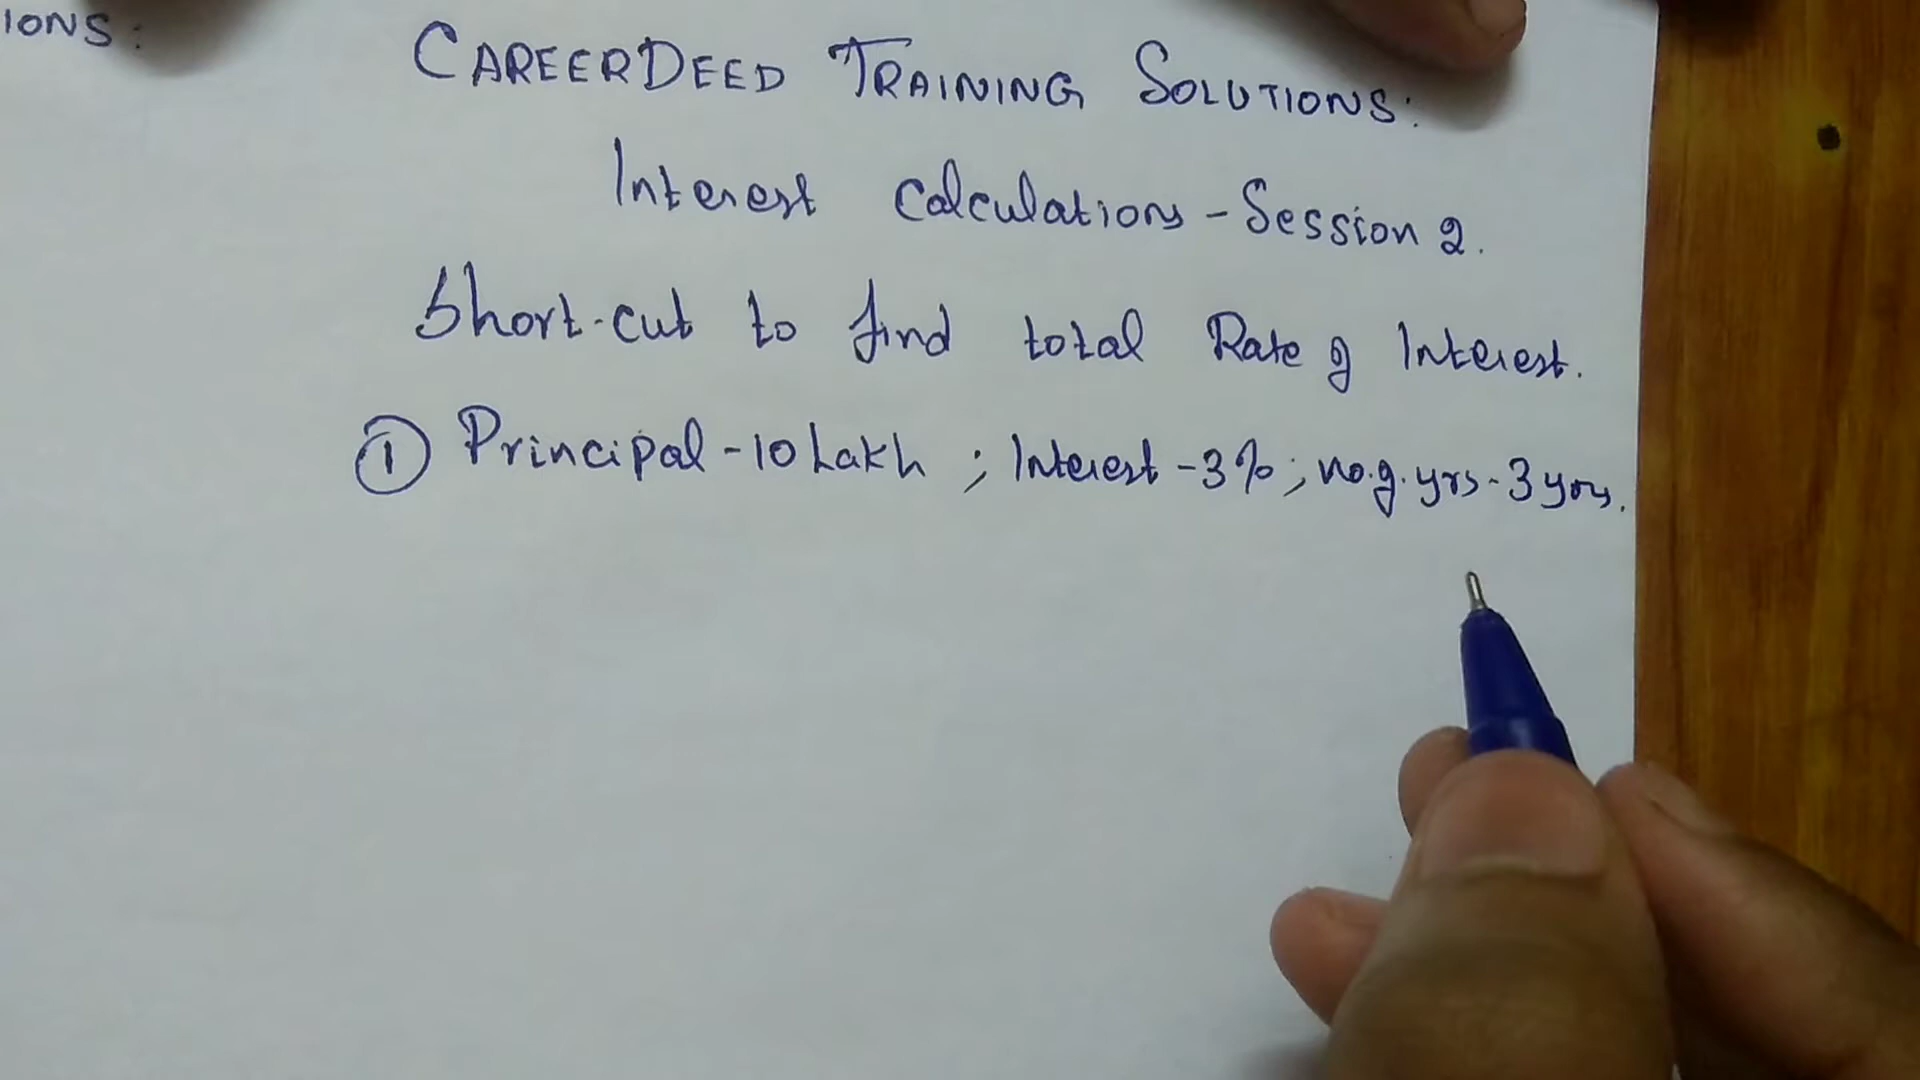 IONS:
CAREERDEED TRAINING SOLUTIONS:
Interest Calculations - Session 2.
Short-cut to find total Rate of Interest.
① Principal - 10 Lakh ; Interest - 3% ; no.of.yrs - 3 yrs.